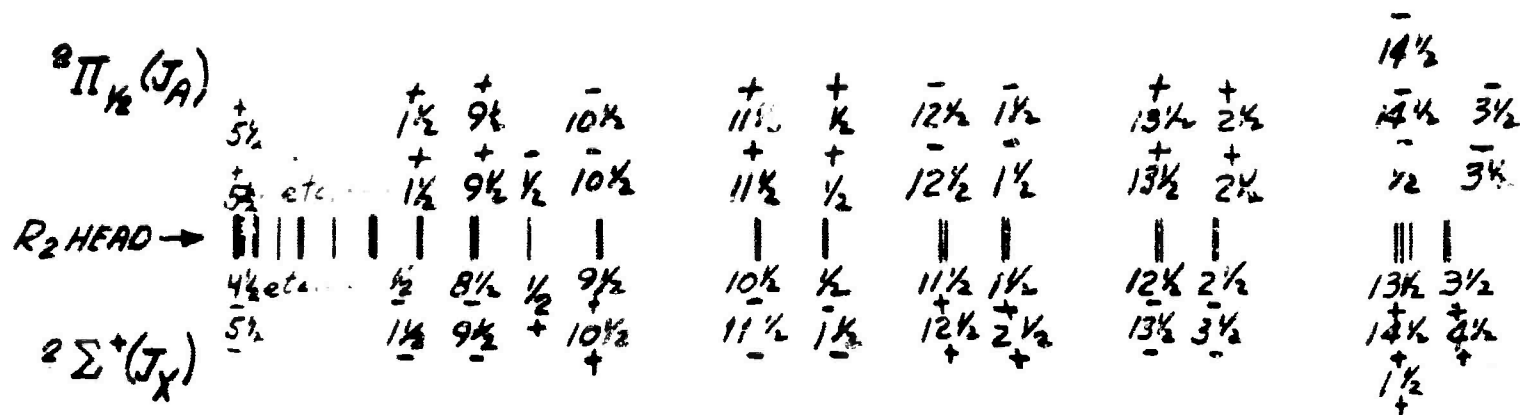 −
14½
²Π½(J_A) + + + − + + − − + + − −
5½ 1½ 9½ 10½ 11½ ½ 12½ 1½ 13½ 2½ 14½ 3½
+ + + − − + + − − + + − −
5½ etc. 1½ 9½ ½ 10½ 11½ ½ 12½ 1½ 13½ 2½ ½ 3½
R₂ HEAD →
4½ etc... ½ 8½ ½ 9½ 10½ ½ 11½ 1½ 12½ 2½ 13½ 3½
− − − + + − − + + − − + +
5½ 1½ 9½ 10½ 11½ 1½ 12½ 2½ 13½ 3½ 14½ 4½
²Σ⁺(J_X) − − − + − − + + − − + +
1½
+